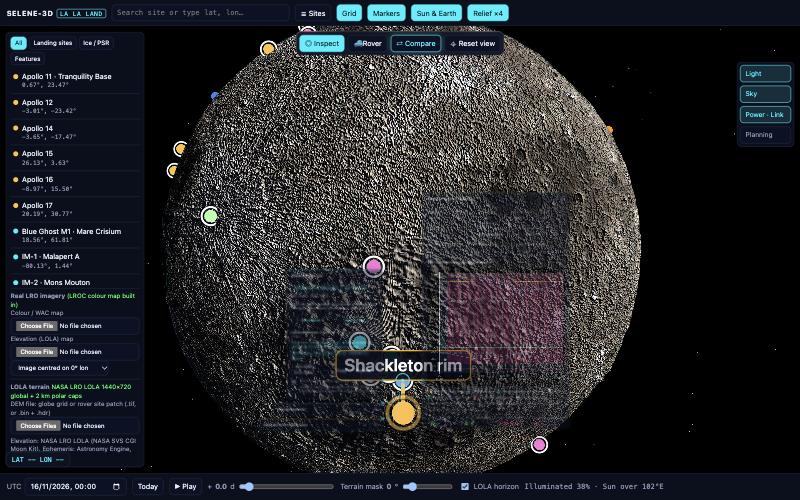 SELENE-3D LA LA LAND
Search site or type lat, lon…
≡ Sites
Grid
Markers
Sun & Earth
Relief ×4
Inspect
Rover
Compare
Reset view
All
Landing sites
Ice / PSR
Features
Apollo 11 · Tranquility Base
0.67°, 23.47°
Apollo 12
−3.01°, −23.42°
Apollo 14
−3.65°, −17.47°
Apollo 15
26.13°, 3.63°
Apollo 16
−8.97°, 15.50°
Apollo 17
20.19°, 30.77°
Blue Ghost M1 · Mare Crisium
18.56°, 61.81°
IM-1 · Malapert A
−80.13°, 1.44°
IM-2 · Mons Mouton
Real LRO imagery (LROC colour map built
in)
Colour / WAC map
Choose File No file chosen
Elevation (LOLA) map
Choose File No file chosen
Image centred on 0° lon
LOLA terrain NASA LRO LOLA 1440×720
global + 2 km polar caps
DEM file: globe grid or rover site patch (.tif,
or .bin + .hdr)
Choose Files No file chosen
Elevation: NASA LRO LOLA (NASA SVS CGI
Moon Kit). Ephemeris: Astronomy Engine,
LAT —— LON ——
Shackleton rim
Light
Sky
Power · Link
Planning
UTC 16/11/2026, 00:00
Today
▶ Play
+ 0.0 d
Terrain mask 0 °
LOLA horizon
Illuminated 38% · Sun over 102°E